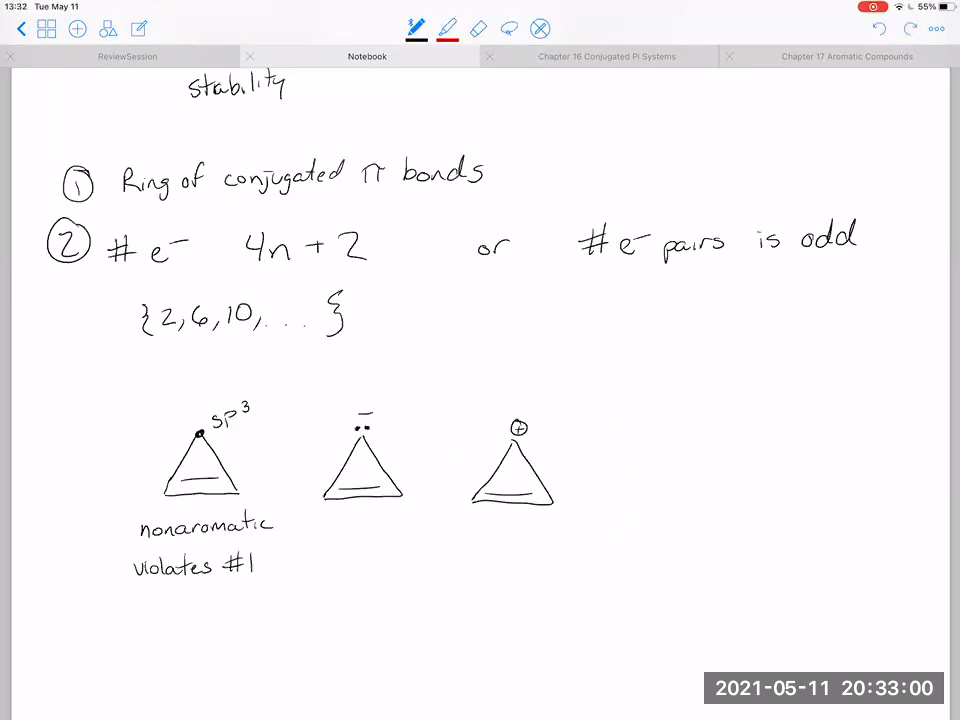 13:32 Tue May 11 55%
ReviewSession Notebook Chapter 16 Conjugated Pi Systems Chapter 17 Aromatic Compounds
stability
① Ring of conjugated π bonds
② # e⁻ 4n + 2 or # e⁻ pairs is odd
{2, 6, 10, . . . }
SP³ – ⊕
nonaromatic
violates #1
2021-05-11 20:33:00